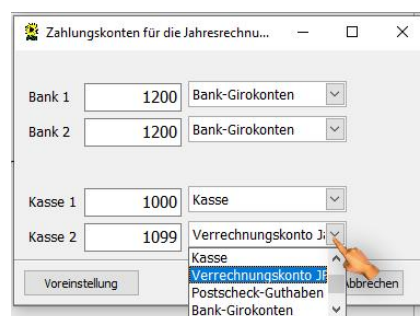 Zahlungskonten für die Jahresrechnu...
Bank 1 1200 Bank-Girokonten
Bank 2 1200 Bank-Girokonten
Kasse 1 1000 Kasse
Kasse 2 1099 Verrechnungskonto
Kasse
Verrechnungskonto
Postscheck-Guthaben
Bank-Girokonten
Voreinstellung
Abbrechen